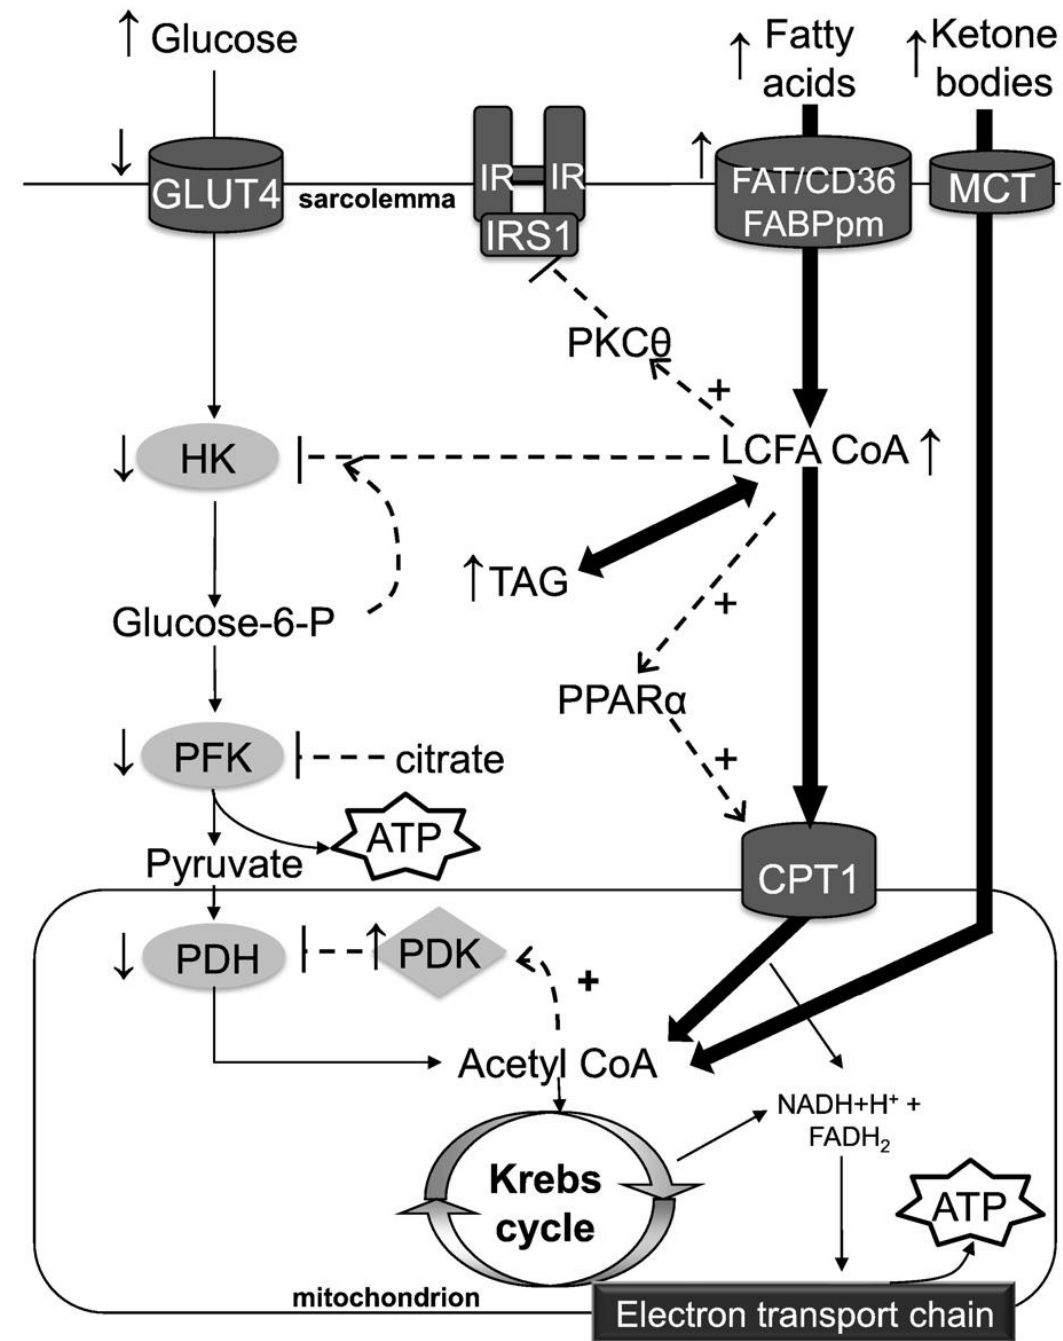 ↑ Glucose
↑ Fatty
acids
↑ Ketone
bodies
↓ GLUT4
sarcolemma
IR IR
IRS1
↑ FAT/CD36
FABPpm
MCT
PKCθ
+
↓ HK
LCFA CoA ↑
↑ TAG
+
Glucose-6-P
PPARα
+
↓ PFK
citrate
ATP
Pyruvate
CPT1
↓ PDH
↑ PDK
+
Acetyl CoA
NADH+H⁺ +
FADH₂
Krebs
cycle
ATP
mitochondrion
Electron transport chain